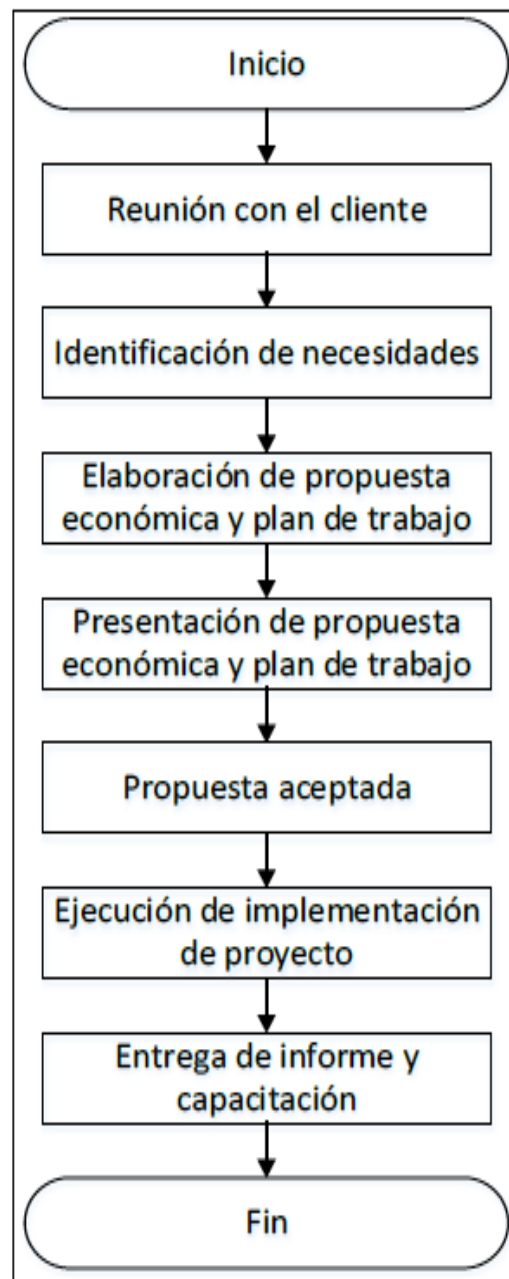 Inicio
Reunión con el cliente
Identificación de necesidades
Elaboración de propuesta
económica y plan de trabajo
Presentación de propuesta
económica y plan de trabajo
Propuesta aceptada
Ejecución de implementación
de proyecto
Entrega de informe y
capacitación
Fin